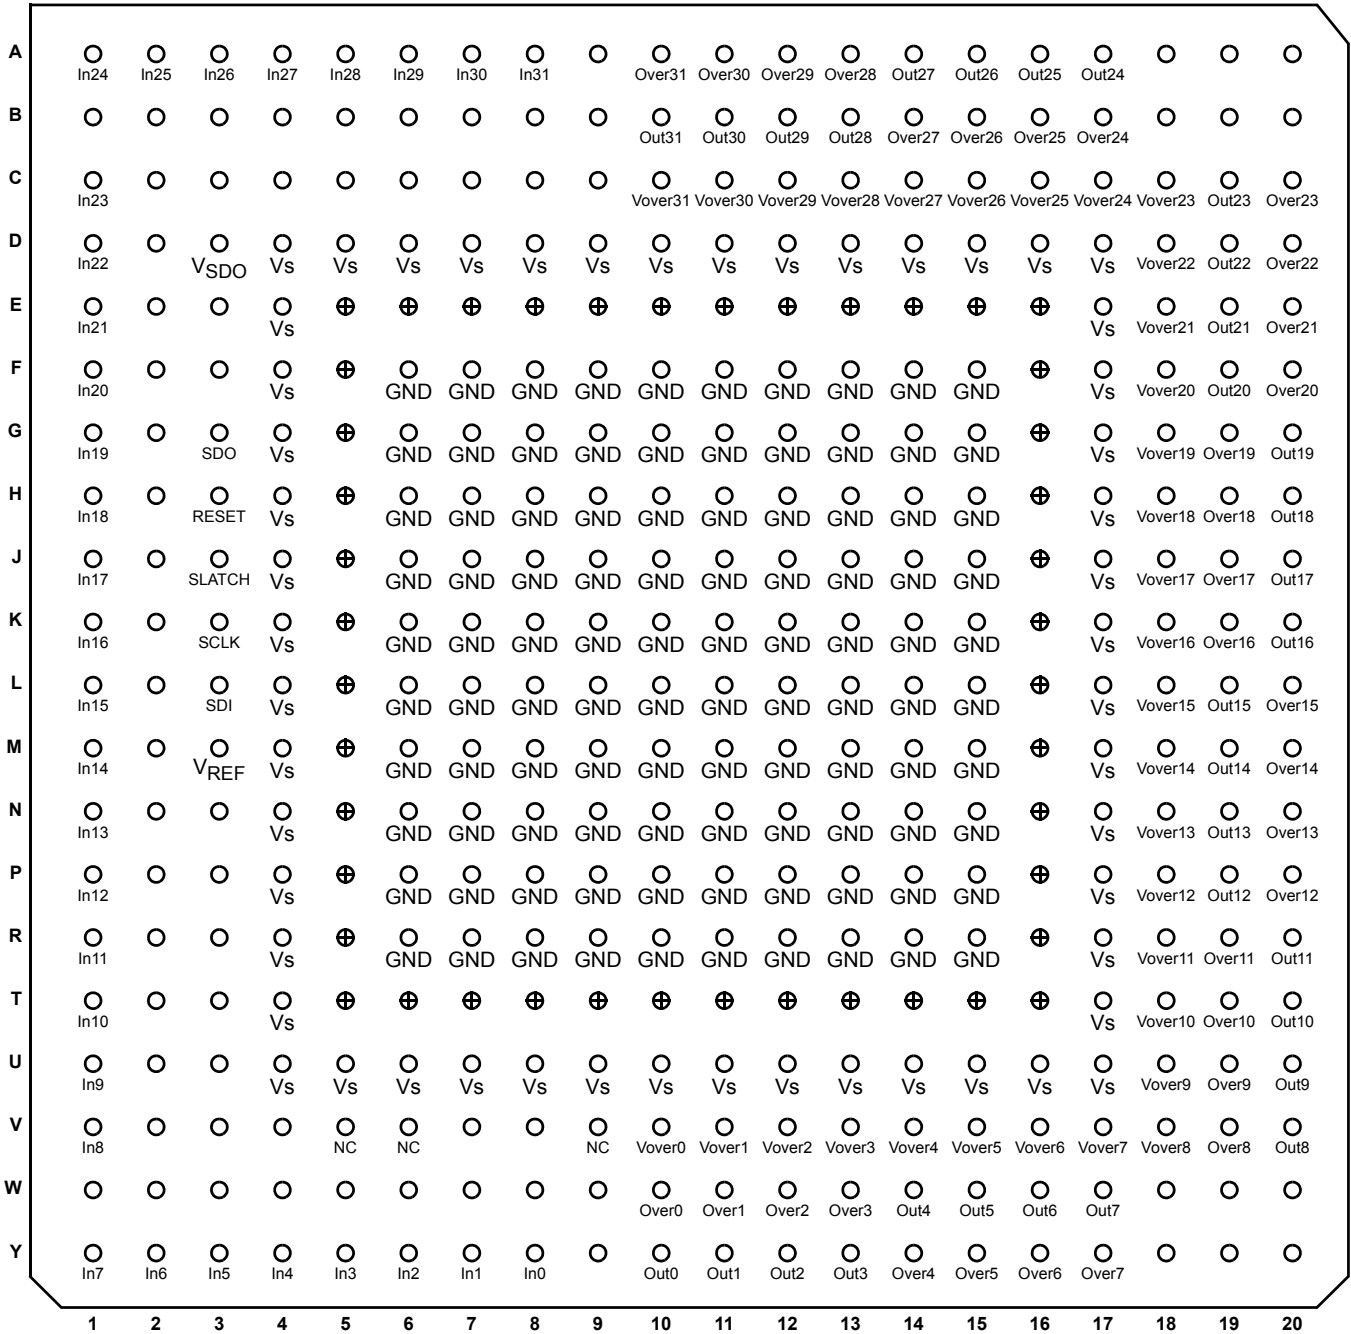 A
In24 In25 In26 In27 In28 In29 In30 In31 Over31 Over30 Over29 Over28 Out27 Out26 Out25 Out24
B
Out31 Out30 Out29 Out28 Over27 Over26 Over25 Over24
C
In23 Vover31 Vover30 Vover29 Vover28 Vover27 Vover26 Vover25 Vover24 Vover23 Out23 Over23
D
In22 VSDO Vs Vs Vs Vs Vs Vs Vs Vs Vs Vs Vs Vs Vs Vs Vover22 Out22 Over22
E
In21 Vs Vs Vover21 Out21 Over21
F
In20 Vs GND GND GND GND GND GND GND GND GND GND Vs Vover20 Out20 Over20
G
In19 SDO Vs GND GND GND GND GND GND GND GND GND GND Vs Vover19 Over19 Out19
H
In18 RESET Vs GND GND GND GND GND GND GND GND GND GND Vs Vover18 Over18 Out18
J
In17 SLATCH Vs GND GND GND GND GND GND GND GND GND GND Vs Vover17 Over17 Out17
K
In16 SCLK Vs GND GND GND GND GND GND GND GND GND GND Vs Vover16 Over16 Out16
L
In15 SDI Vs GND GND GND GND GND GND GND GND GND GND Vs Vover15 Out15 Over15
M
In14 VREF Vs GND GND GND GND GND GND GND GND GND GND Vs Vover14 Out14 Over14
N
In13 Vs GND GND GND GND GND GND GND GND GND GND Vs Vover13 Out13 Over13
P
In12 Vs GND GND GND GND GND GND GND GND GND GND Vs Vover12 Out12 Over12
R
In11 Vs GND GND GND GND GND GND GND GND GND GND Vs Vover11 Over11 Out11
T
In10 Vs Vs Vover10 Over10 Out10
U
In9 Vs Vs Vs Vs Vs Vs Vs Vs Vs Vs Vs Vs Vs Vs Vover9 Over9 Out9
V
In8 NC NC NC Vover0 Vover1 Vover2 Vover3 Vover4 Vover5 Vover6 Vover7 Vover8 Over8 Out8
W
Over0 Over1 Over2 Over3 Out4 Out5 Out6 Out7
Y
In7 In6 In5 In4 In3 In2 In1 In0 Out0 Out1 Out2 Out3 Over4 Over5 Over6 Over7
1 2 3 4 5 6 7 8 9 10 11 12 13 14 15 16 17 18 19 20